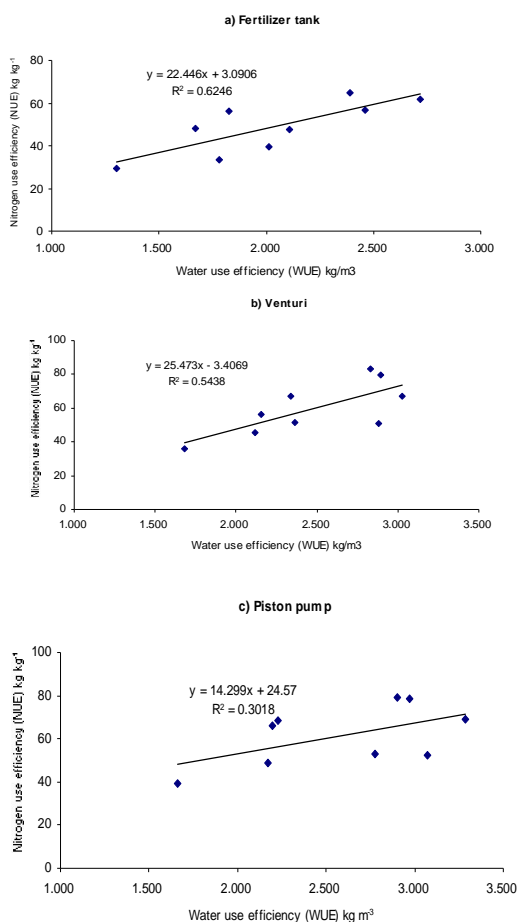 a) Fertilizer tank
Nitrogen use efficiency (NUE) kg kg⁻¹
80
60
40
20
0
y = 22.446x + 3.0906
R² = 0.6246
1.000 1.500 2.000 2.500 3.000
Water use efficiency (WUE) kg/m3
b) Venturi
Nitrogen use efficiency (NUE) kg kg⁻¹
100
80
60
40
20
0
y = 25.473x - 3.4069
R² = 0.5438
1.000 1.500 2.000 2.500 3.000 3.500
Water use efficiency (WUE) kg/m3
c) Piston pump
Nitrogen use efficiency (NUE) kg kg⁻¹
100
80
60
40
20
0
y = 14.299x + 24.57
R² = 0.3018
1.000 1.500 2.000 2.500 3.000 3.500
Water use efficiency (WUE) kg m⁻³